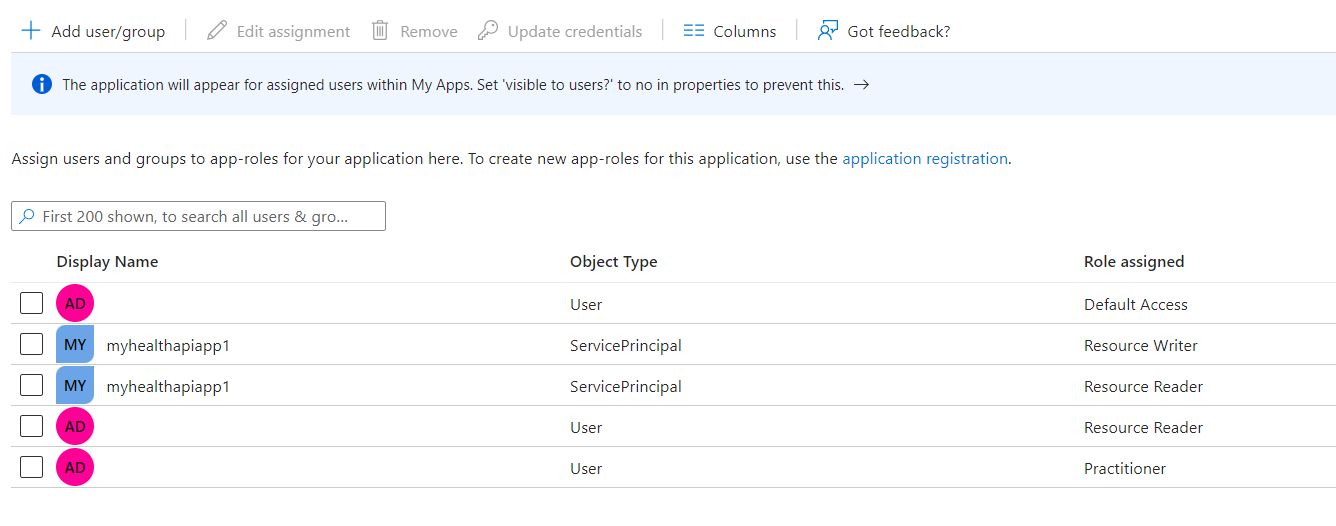 Add user/group Edit assignment Remove Update credentials Columns Got feedback?
The application will appear for assigned users within My Apps. Set 'visible to users?' to no in properties to prevent this. →
Assign users and groups to app-roles for your application here. To create new app-roles for this application, use the application registration.
First 200 shown, to search all users & gro...
Display Name Object Type Role assigned
AD User Default Access
MY myhealthapiapp1 ServicePrincipal Resource Writer
MY myhealthapiapp1 ServicePrincipal Resource Reader
AD User Resource Reader
AD User Practitioner